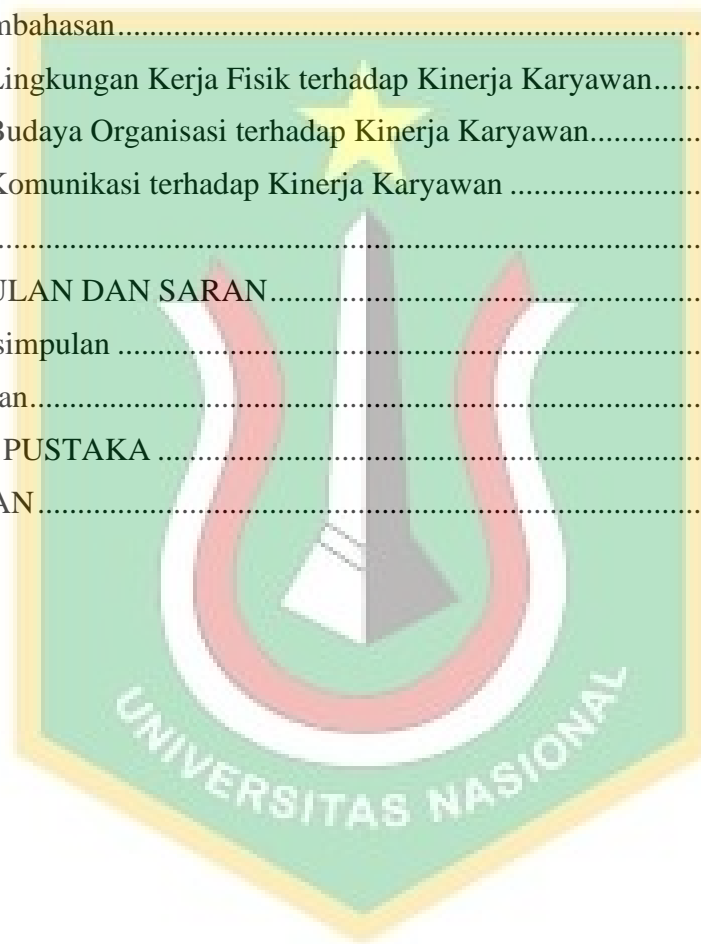 mbahasan........................................................................
Lingkungan Kerja Fisik terhadap Kinerja Karyawan......
Budaya Organisasi terhadap Kinerja Karyawan..............
Komunikasi terhadap Kinerja Karyawan ........................
........................................................................................
ULAN DAN SARAN.....................................................
simpulan ........................................................................
an...................................................................................
PUSTAKA ...................................................................
AN..................................................................................
UNIVERSITAS NASIONAL